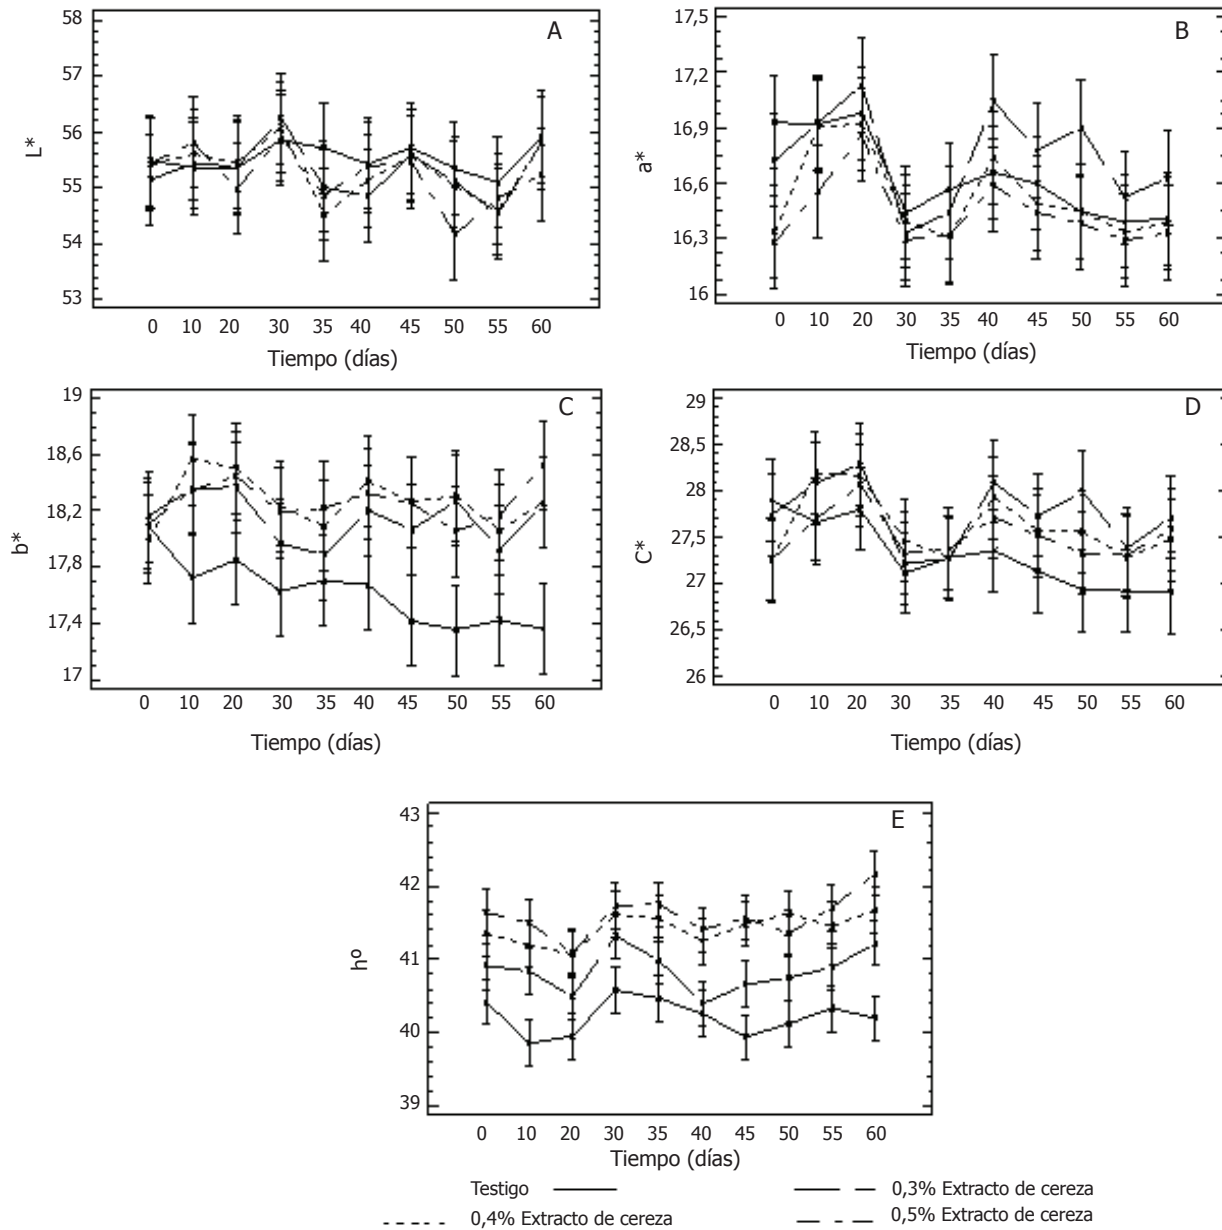 A
58
57
56
55
54
53
L*
0 10 20 30 35 40 45 50 55 60
Tiempo (días)
B
17,5
17,2
16,9
16,6
16,3
16
a*
0 10 20 30 35 40 45 50 55 60
Tiempo (días)
C
19
18,6
18,2
17,8
17,4
17
b*
0 10 20 30 35 40 45 50 55 60
Tiempo (días)
D
29
28,5
28
27,5
27
26,5
26
C*
0 10 20 30 35 40 45 50 55 60
Tiempo (días)
E
43
42
41
40
39
hº
0 10 20 30 35 40 45 50 55 60
Tiempo (días)
Testigo
0,3% Extracto de cereza
0,4% Extracto de cereza
0,5% Extracto de cereza